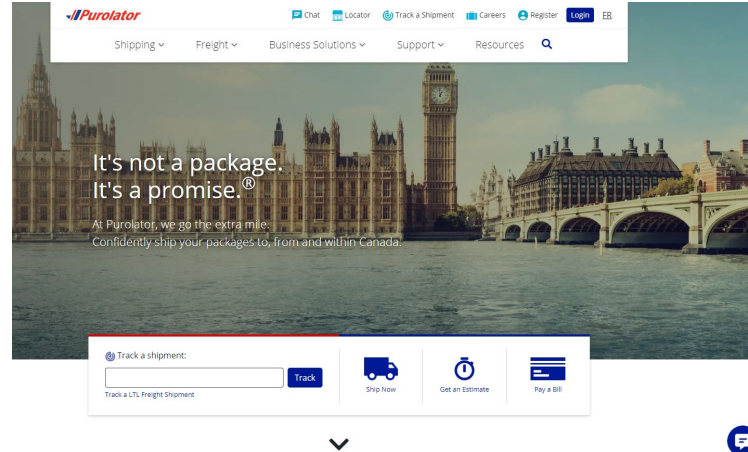 Purolator
Chat Locator Track a Shipment Careers Register Login FR
Shipping Freight Business Solutions Support Resources
It's not a package.
It's a promise.®
At Purolator, we go the extra mile.
Confidently ship your packages to, from and within Canada.
Track a shipment:
Track
Track a LTL Freight Shipment
Ship Now
Get an Estimate
Pay a Bill